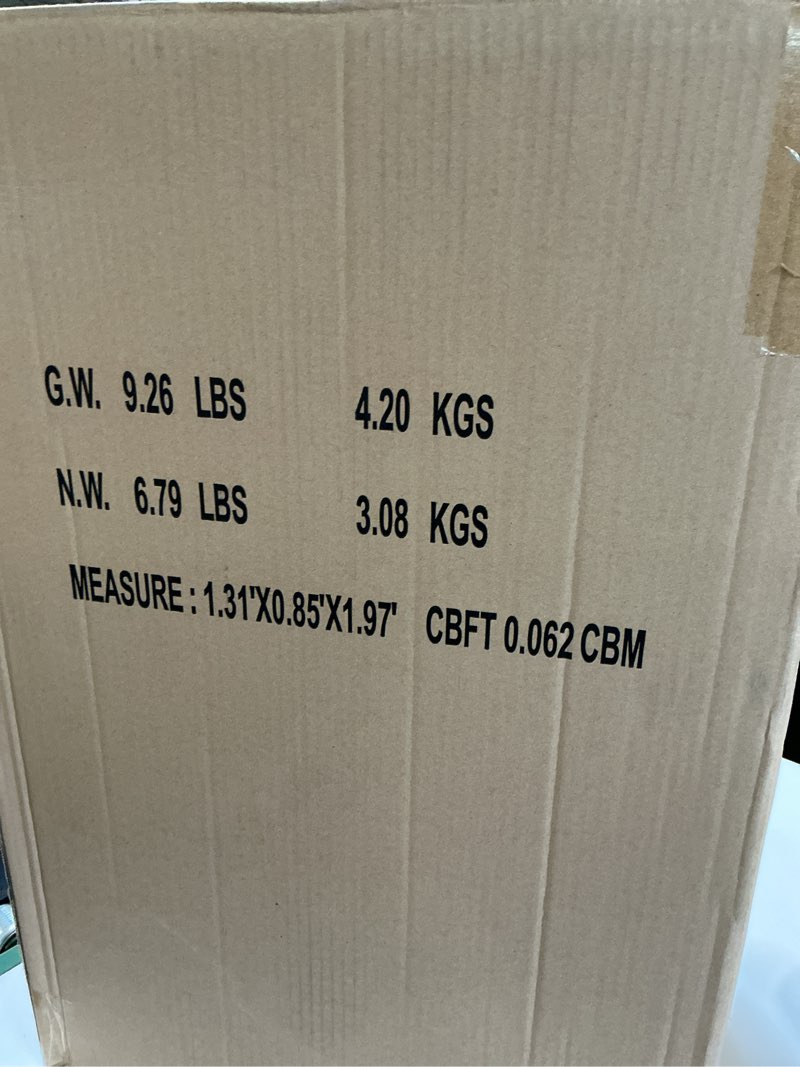 G.W. 9.26 LBS 4.20 KGS
N.W. 6.79 LBS 3.08 KGS
MEASURE : 1.31'X0.85'X1.97' CBFT 0.062 CBM